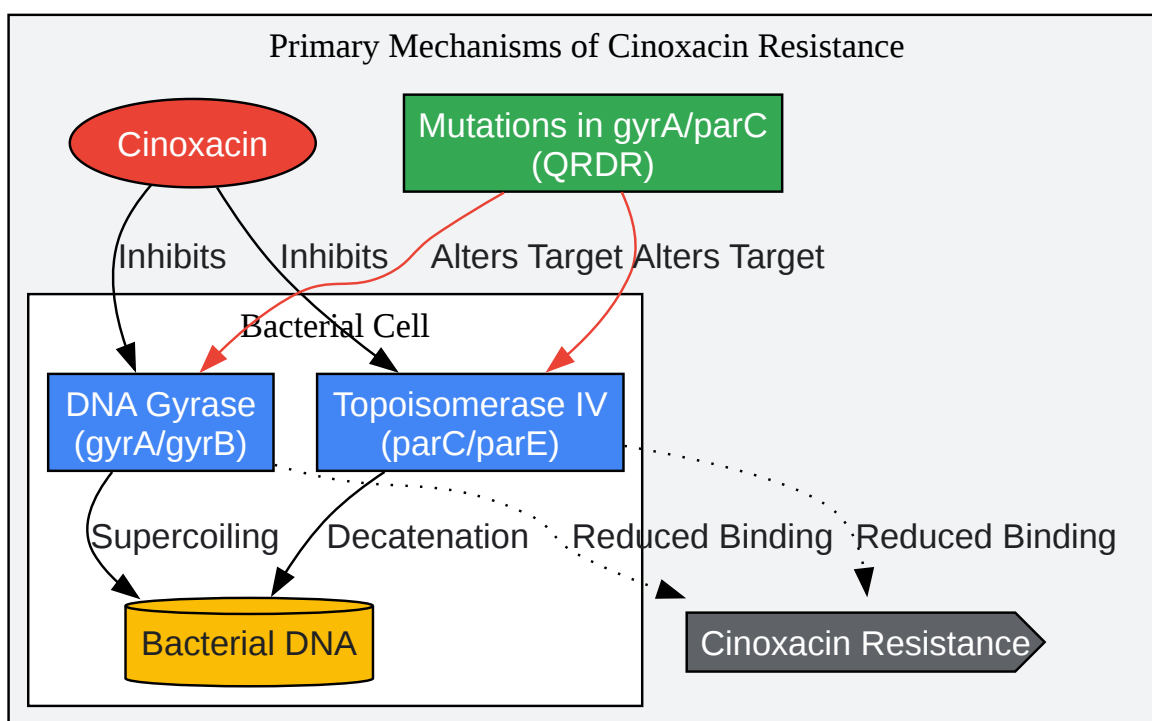 Primary Mechanisms of Cinoxacin Resistance
Cinoxacin
Mutations in gyrA/parC
(QRDR)
Inhibits
Inhibits
Alters Target
Alters Target
Bacterial Cell
DNA Gyrase
(gyrA/gyrB)
Topoisomerase IV
(parC/parE)
Supercoiling
Decatenation
Reduced Binding
Reduced Binding
Bacterial DNA
Cinoxacin Resistance